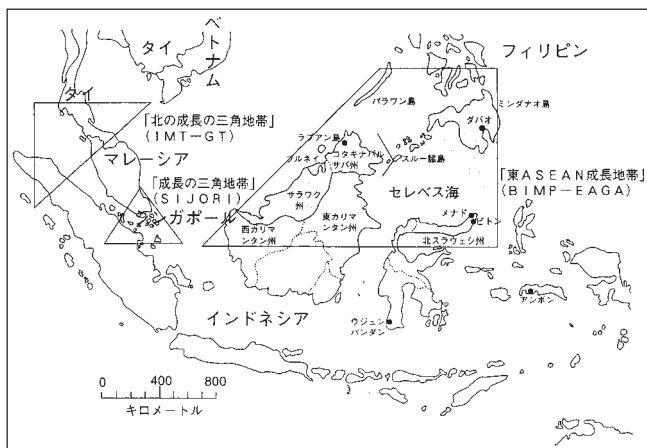 タイ
ベトナム
フィリピン
タイ
「北の成長の三角地帯」
(IMT-GT)
マレーシア
「成長の三角地帯」
(SIJORI)
ンガポール
パラワン島
ミンダナオ島
ダバオ
ラブアン島
ブルネイ
コタキナバル
サバ州
スルー諸島
サラワク
州
セレベス海
「東ASEAN成長地帯」
(BIMP-EAGA)
西カリマ
ンタン州
東カリマ
ンタン州
メナド
ビトン
北スラウェシ州
インドネシア
ウジュン
パンダン
アンボン
0 400 800
キロメートル